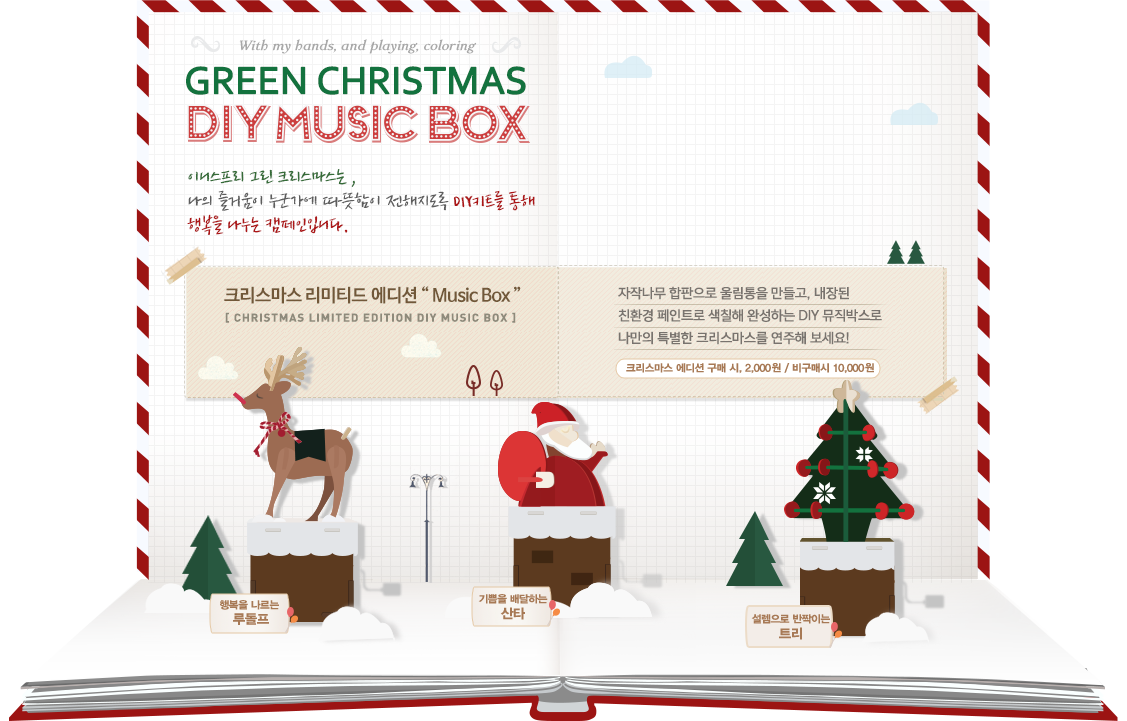 With my hands, and playing, coloring
GREEN CHRISTMAS
DIY MUSIC BOX
이니스프리 그린 크리스마스는,
나의 즐거움이 누군가에 따뜻함이 전해지도록 DIY키트를 통해
행복을 나누는 캠페인입니다.
크리스마스 리미티드 에디션 “ Music Box ”
[ CHRISTMAS LIMITED EDITION DIY MUSIC BOX ]
자작나무 합판으로 울림통을 만들고, 내장된
친환경 페인트로 색칠해 완성하는 DIY 뮤직박스로
나만의 특별한 크리스마스를 연주해 보세요!
크리스마스 에디션 구매 시, 2,000원 / 비구매시 10,000원
행복을 나르는
루돌프
기쁨을 배달하는
산타
설렘으로 반짝이는
트리